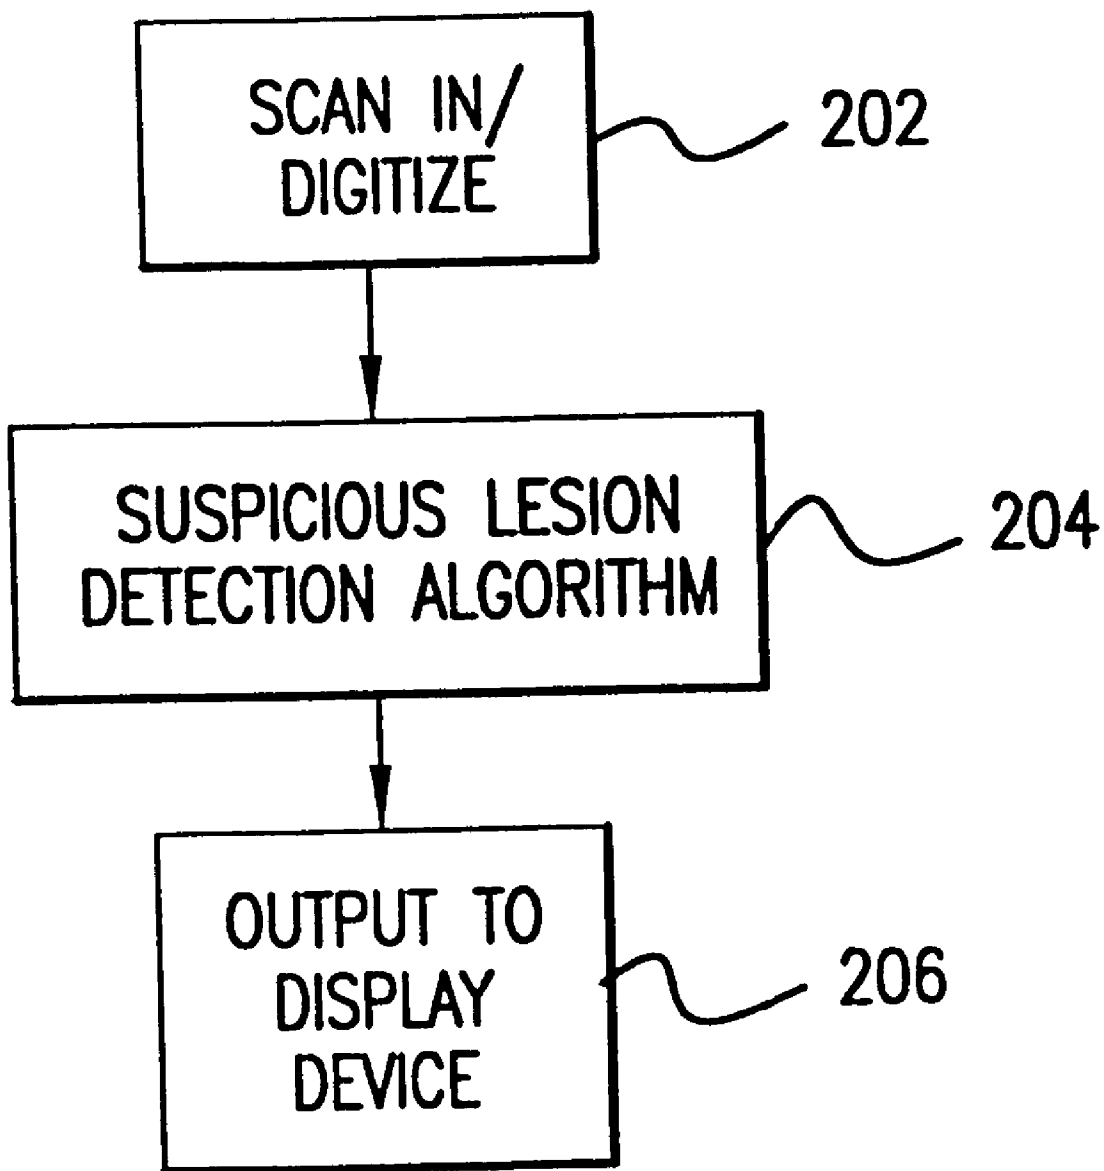 SCAN IN/
DIGITIZE
202
SUSPICIOUS LESION
DETECTION ALGORITHM
204
OUTPUT TO
DISPLAY
DEVICE
206